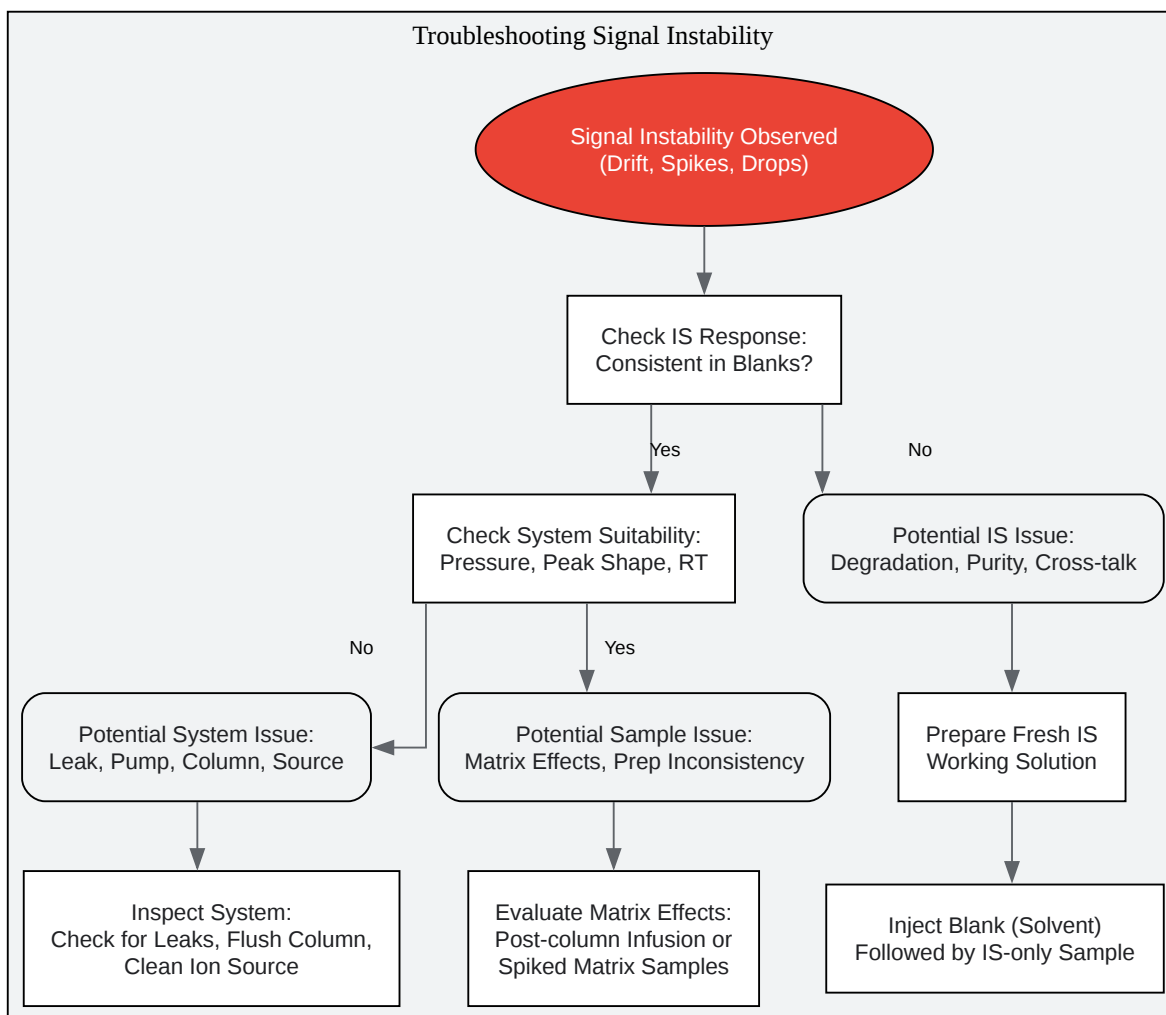 Troubleshooting Signal Instability
Signal Instability Observed
(Drift, Spikes, Drops)
Check IS Response:
Consistent in Blanks?
Yes
No
Check System Suitability:
Pressure, Peak Shape, RT
Potential IS Issue:
Degradation, Purity, Cross-talk
No
Yes
Potential System Issue:
Leak, Pump, Column, Source
Potential Sample Issue:
Matrix Effects, Prep Inconsistency
Prepare Fresh IS
Working Solution
Inspect System:
Check for Leaks, Flush Column,
Clean Ion Source
Evaluate Matrix Effects:
Post-column Infusion or
Spiked Matrix Samples
Inject Blank (Solvent)
Followed by IS-only Sample